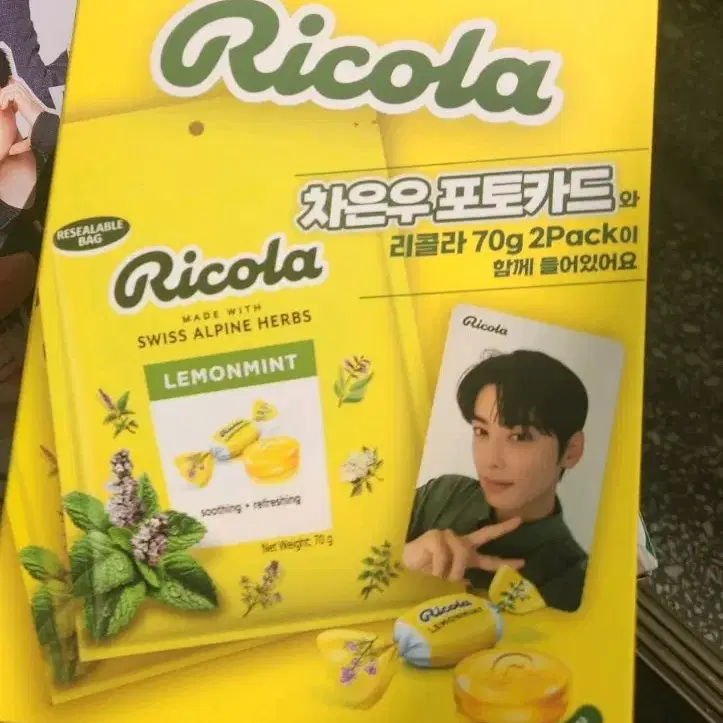 Ricola
차은우 포토카드와
리콜라 70g 2Pack이
함께 들어있어요
RESEALABLE
BAG
Ricola
MADE WITH
SWISS ALPINE HERBS
LEMONMINT
Ricola
soothing • refreshing
Net Weight: 70 g
Ricola
Ricola
LEMONMINT